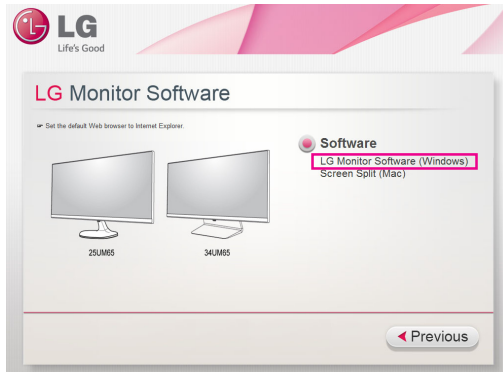 LG
Life's Good
LG Monitor Software
☞ Set the default Web browser to Internet Explorer.
Software
LG Monitor Software (Windows)
Screen Split (Mac)
25UM65
34UM65
Previous